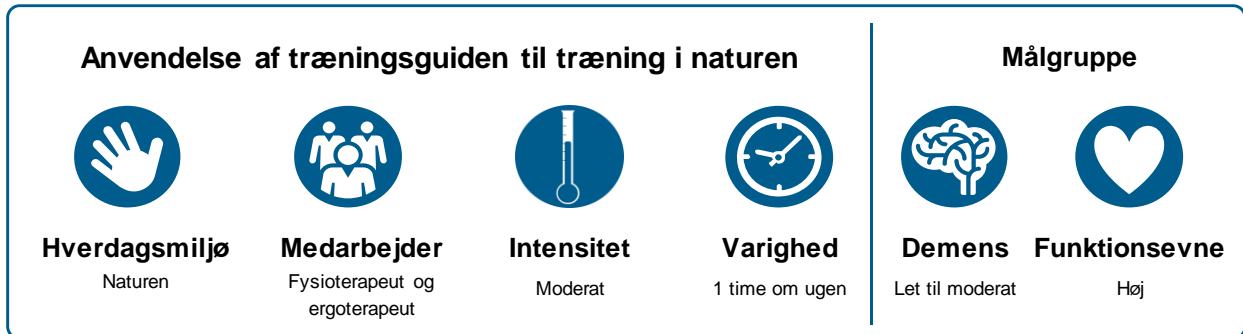 Anvendelse af træningsguiden til træning i naturen
Målgruppe
Hverdagsmiljø
Naturen
Medarbejder
Fysioterapeut og
ergoterapeut
Intensitet
Moderat
Varighed
1 time om ugen
Demens
Let til moderat
Funktionsevne
Høj